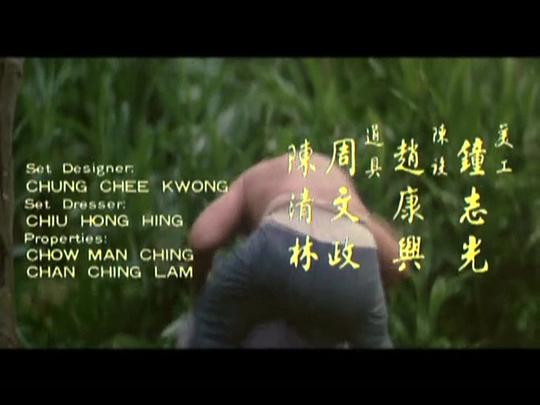 Set Designer:
CHUNG CHEE KWONG
Set Dresser:
CHIU HONG HING
Properties:
CHOW MAN CHING
CHAN CHING LAM
美工
鐘志光
陳設
趙康興
道具
周文政
陳清林